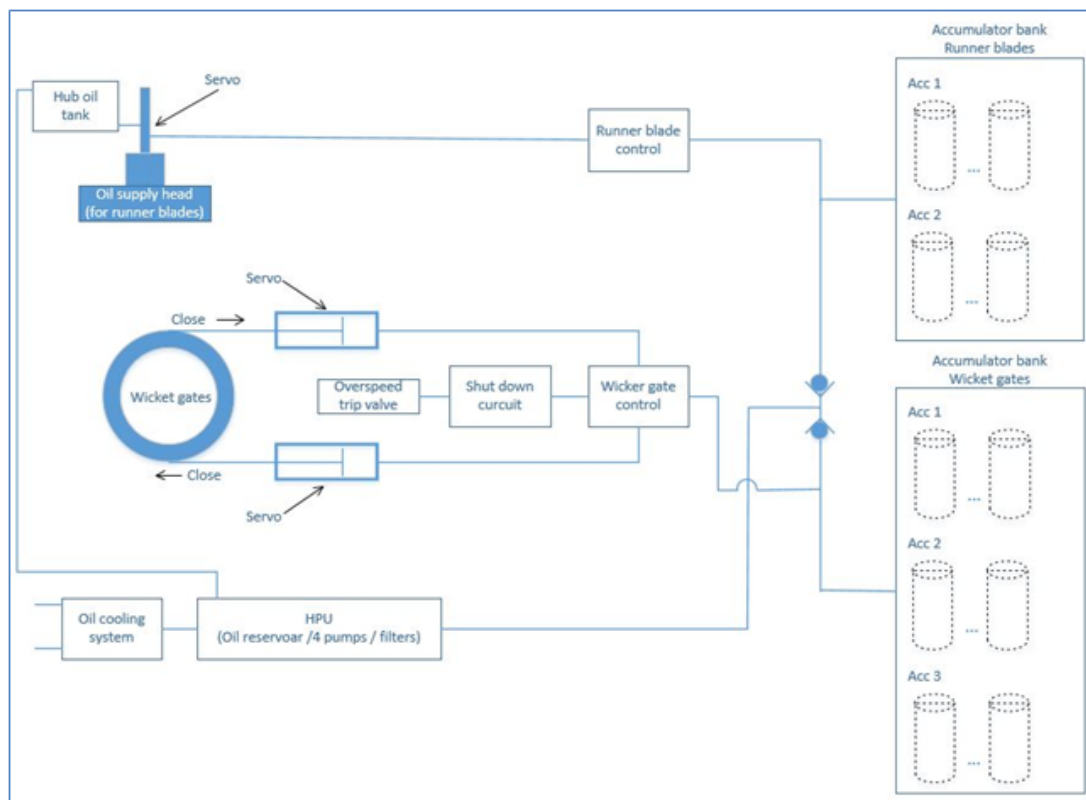 Accumulator bank
Runner blades
Acc 1
...
Acc 2
...
Servo
Hub oil
tank
Oil supply head
(for runner blades)
Runner blade
control
Servo
Close
Wicket gates
Overspeed
trip valve
Shut down
curcuit
Wicker gate
control
Close
Servo
Accumulator bank
Wicket gates
Acc 1
...
Acc 2
...
Acc 3
...
Oil cooling
system
HPU
(Oil reservoar /4 pumps / filters)